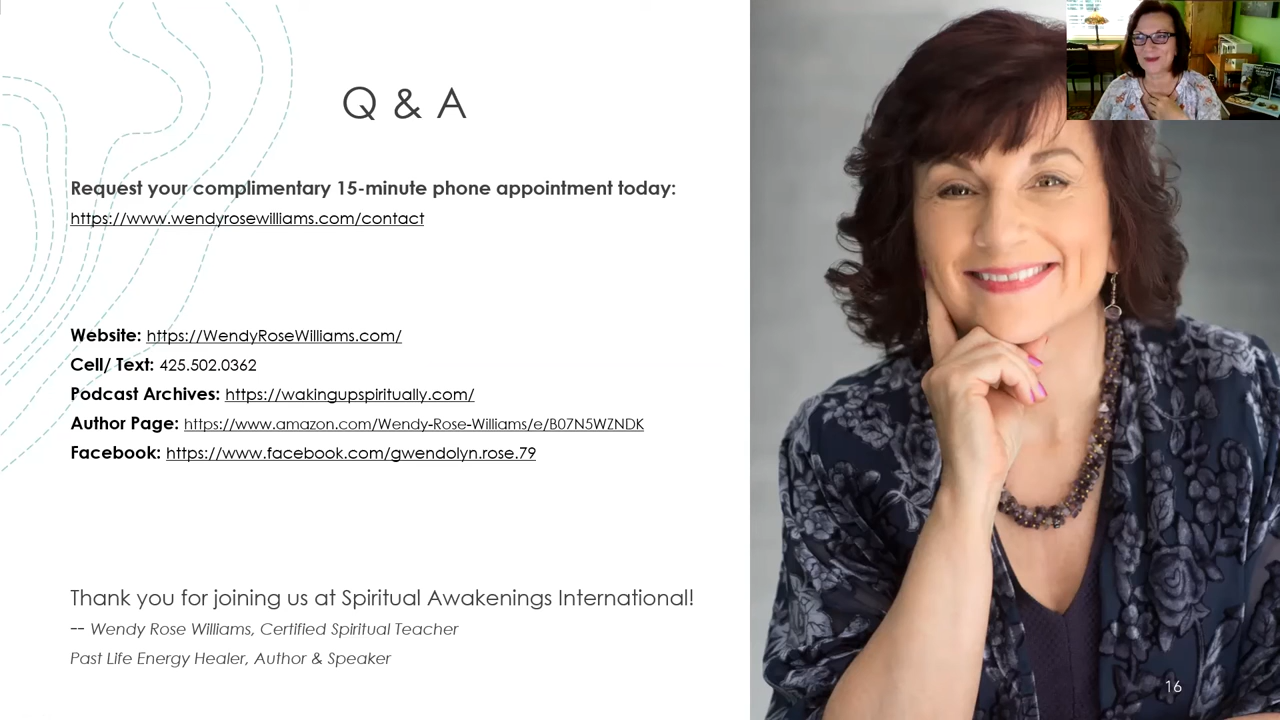 Q & A
Request your complimentary 15-minute phone appointment today:
https://www.wendyrosewilliams.com/contact
Website: https://WendyRoseWilliams.com/
Cell/ Text: 425.502.0362
Podcast Archives: https://wakingupspiritually.com/
Author Page: https://www.amazon.com/Wendy-Rose-Williams/e/B07N5WZNDK
Facebook: https://www.facebook.com/gwendolyn.rose.79
Thank you for joining us at Spiritual Awakenings International!
-- Wendy Rose Williams, Certified Spiritual Teacher
Past Life Energy Healer, Author & Speaker
16